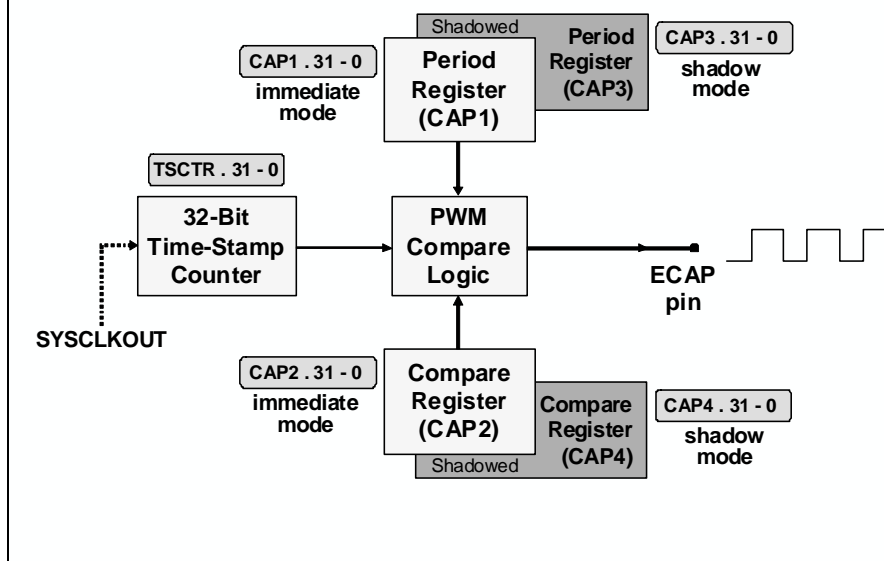 Shadowed
Period
Register
(CAP3)
CAP3 . 31 - 0
shadow
mode
CAP1 . 31 - 0
immediate
mode
Period
Register
(CAP1)
TSCTR . 31 - 0
32-Bit
Time-Stamp
Counter
PWM
Compare
Logic
ECAP
pin
SYSCLKOUT
CAP2 . 31 - 0
immediate
mode
Compare
Register
(CAP2)
Compare
Register
(CAP4)
Shadowed
CAP4 . 31 - 0
shadow
mode